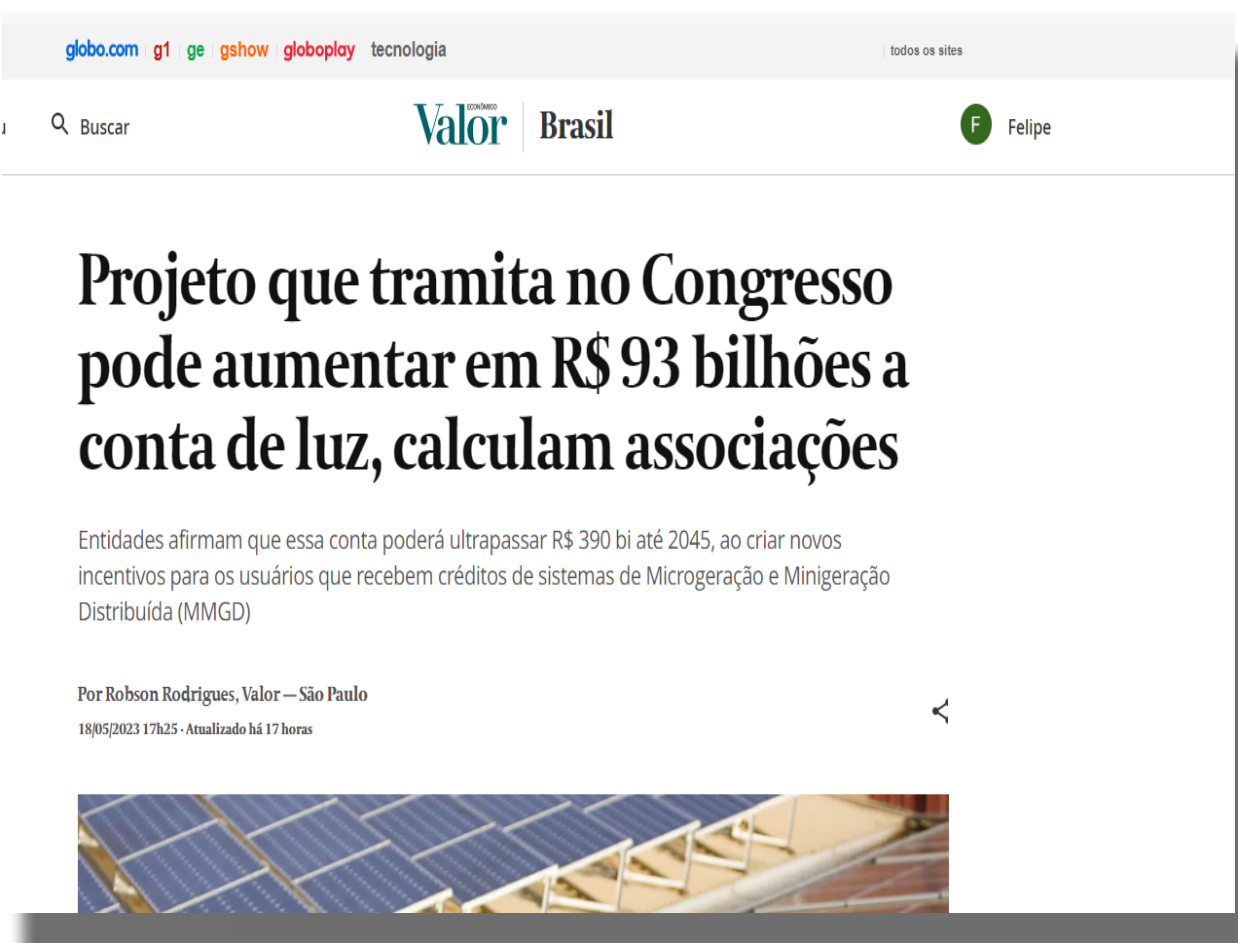 globo.com g1 ge gshow globoplay tecnologia todos os sites
Buscar Valor ECONÔMICO Brasil F Felipe
Projeto que tramita no Congresso
pode aumentar em R$ 93 bilhões a
conta de luz, calculam associações
Entidades afirmam que essa conta poderá ultrapassar R$ 390 bi até 2045, ao criar novos
incentivos para os usuários que recebem créditos de sistemas de Microgeração e Minigeração
Distribuída (MMGD)
Por Robson Rodrigues, Valor — São Paulo
18/05/2023 17h25 · Atualizado há 17 horas